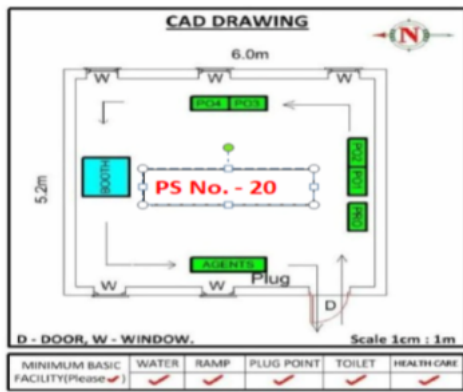 CAD DRAWING
N
6.0m
W W W
PO4 PO3
PO2
PO1
5.2m
BOOTH
PS No. - 20
PRO
AGENTS
Plug
W W
D
D - DOOR, W - WINDOW. Scale 1cm : 1m
MINIMUM BASIC FACILITY(Please✓) WATER RAMP PLUG POINT TOILET HEALTH CARE